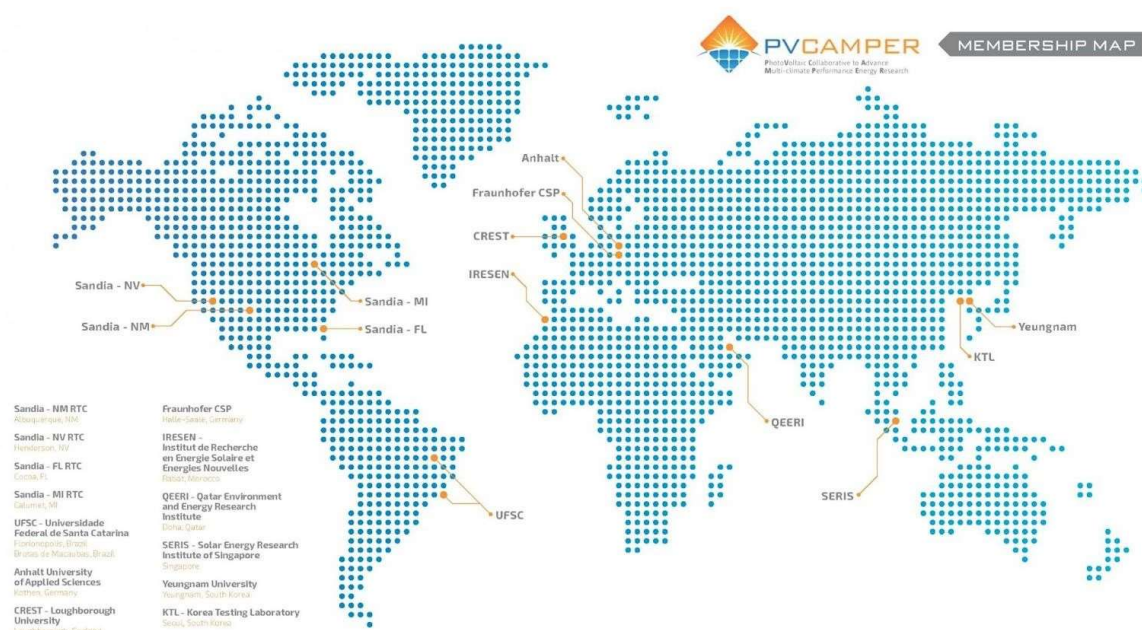 PVCAMPER
PhotoVoltaic Collaborative to Advance
Multi-climate Performance Energy Research
MEMBERSHIP MAP
Anhalt
Fraunhofer CSP
CREST
IRESEN
Sandia - NV
Sandia - NM
Sandia - MI
Sandia - FL
Yeungnam
KTL
QEERI
SERIS
UFSC
Sandia - NM RTC
Albuquerque, NM
Sandia - NV RTC
Henderson, NV
Sandia - FL RTC
Cocoa, FL
Sandia - MI RTC
Calumet, MI
UFSC - Universidade
Federal de Santa Catarina
Florionopolis, Brazil
Brotas de Macaubas, Brazil
Anhalt University
of Applied Sciences
Kothen, Germany
CREST - Loughborough
University
Fraunhofer CSP
Halle-Saale, Germany
IRESEN -
Institut de Recherche
en Energie Solaire et
Energies Nouvelles
Rabat, Morocco
QEERI - Qatar Environment
and Energy Research
Institute
Doha, Qatar
SERIS - Solar Energy Research
Institute of Singapore
Singapore
Yeungnam University
Youngnam, South Korea
KTL - Korea Testing Laboratory
Seoul, South Korea